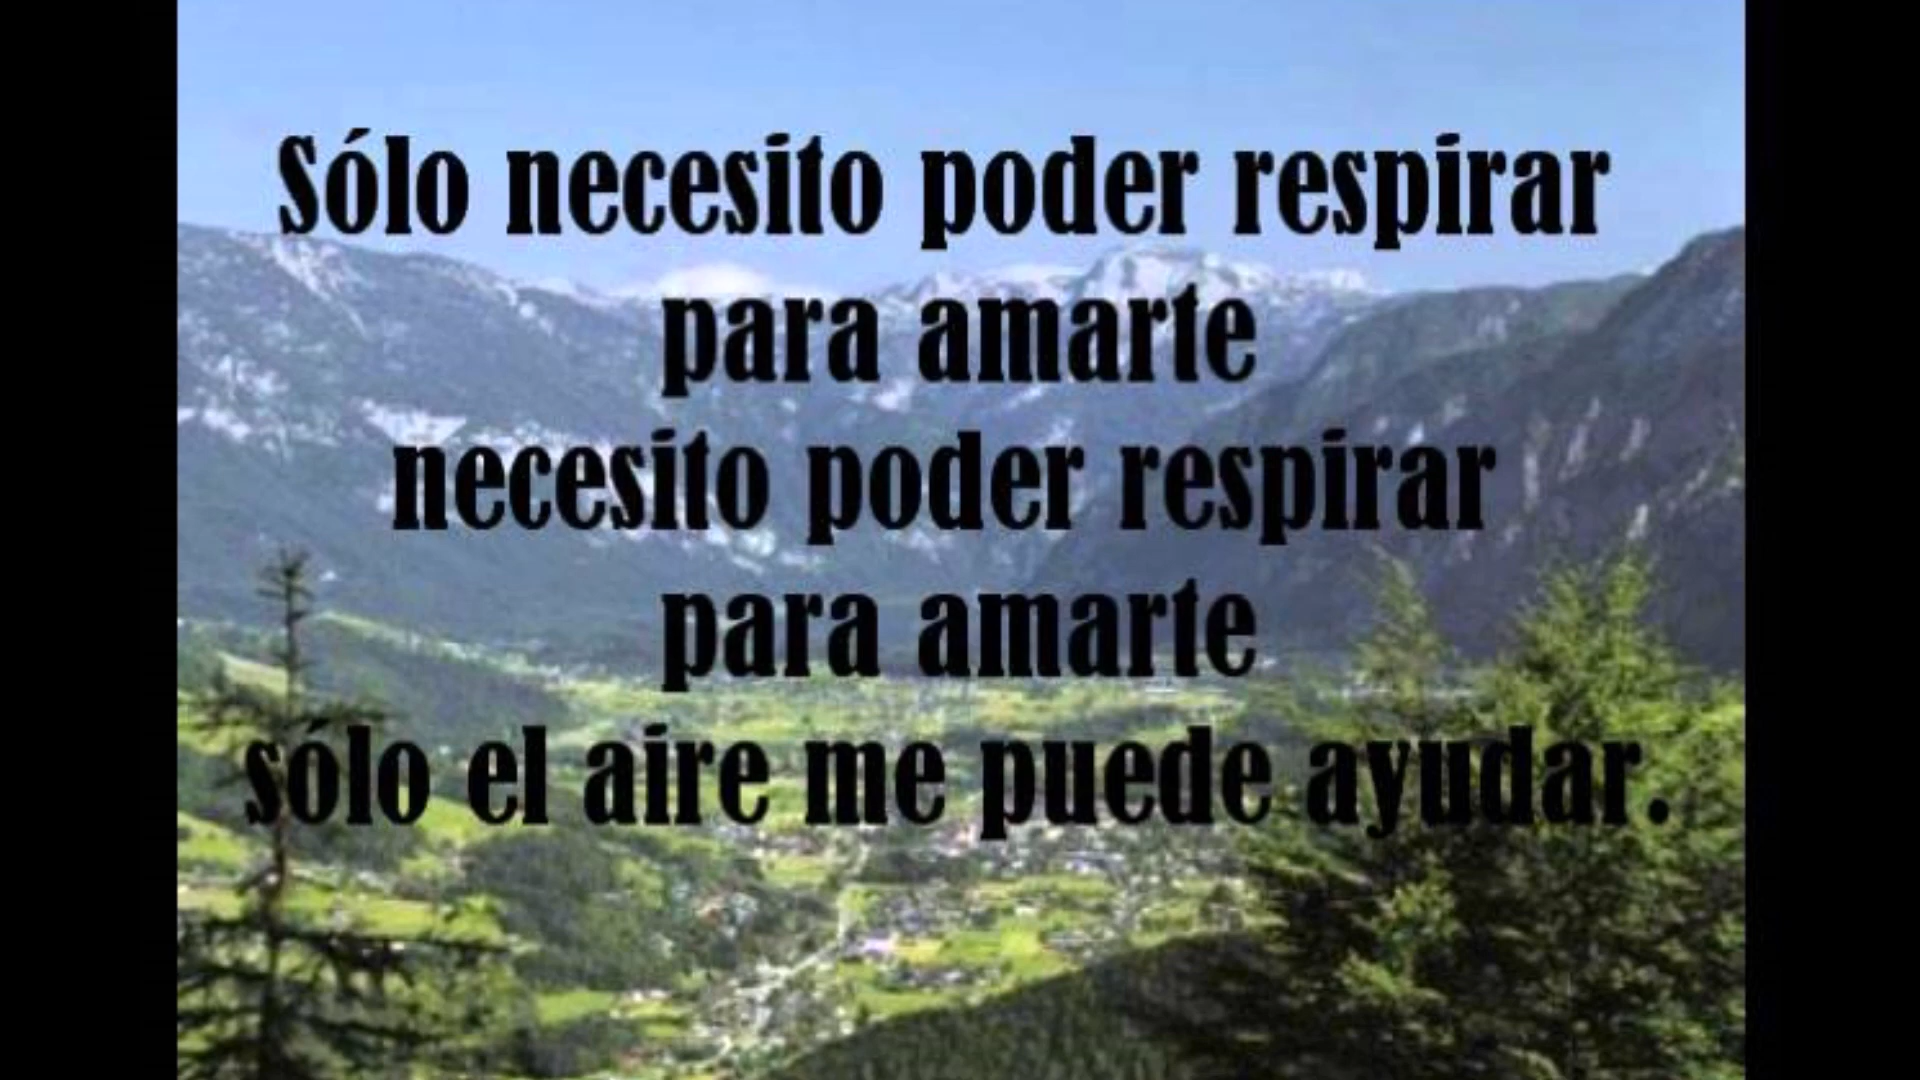 Sólo necesito poder respirar
para amarte
necesito poder respirar
para amarte
sólo el aire me puede ayudar.